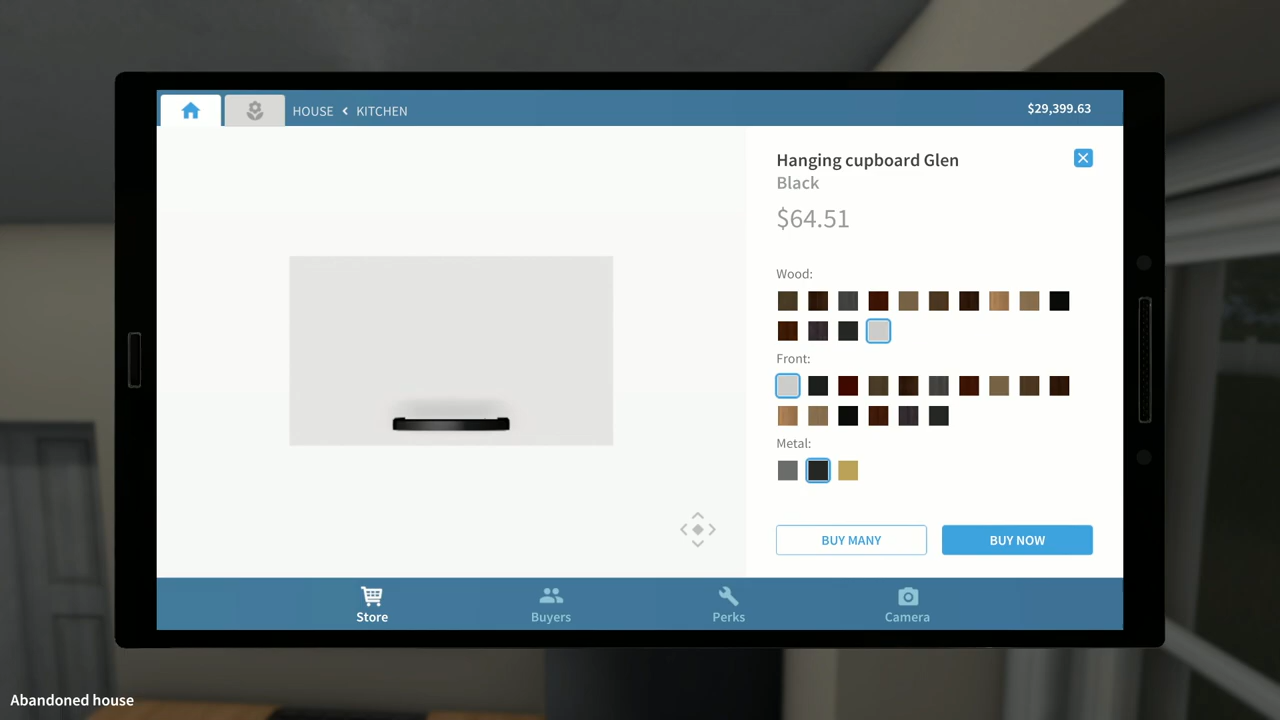 HOUSE < KITCHEN
$29,399.63
Hanging cupboard Glen
Black
$64.51
Wood:
Front:
Metal:
BUY MANY
BUY NOW
Store
Buyers
Perks
Camera
Abandoned house